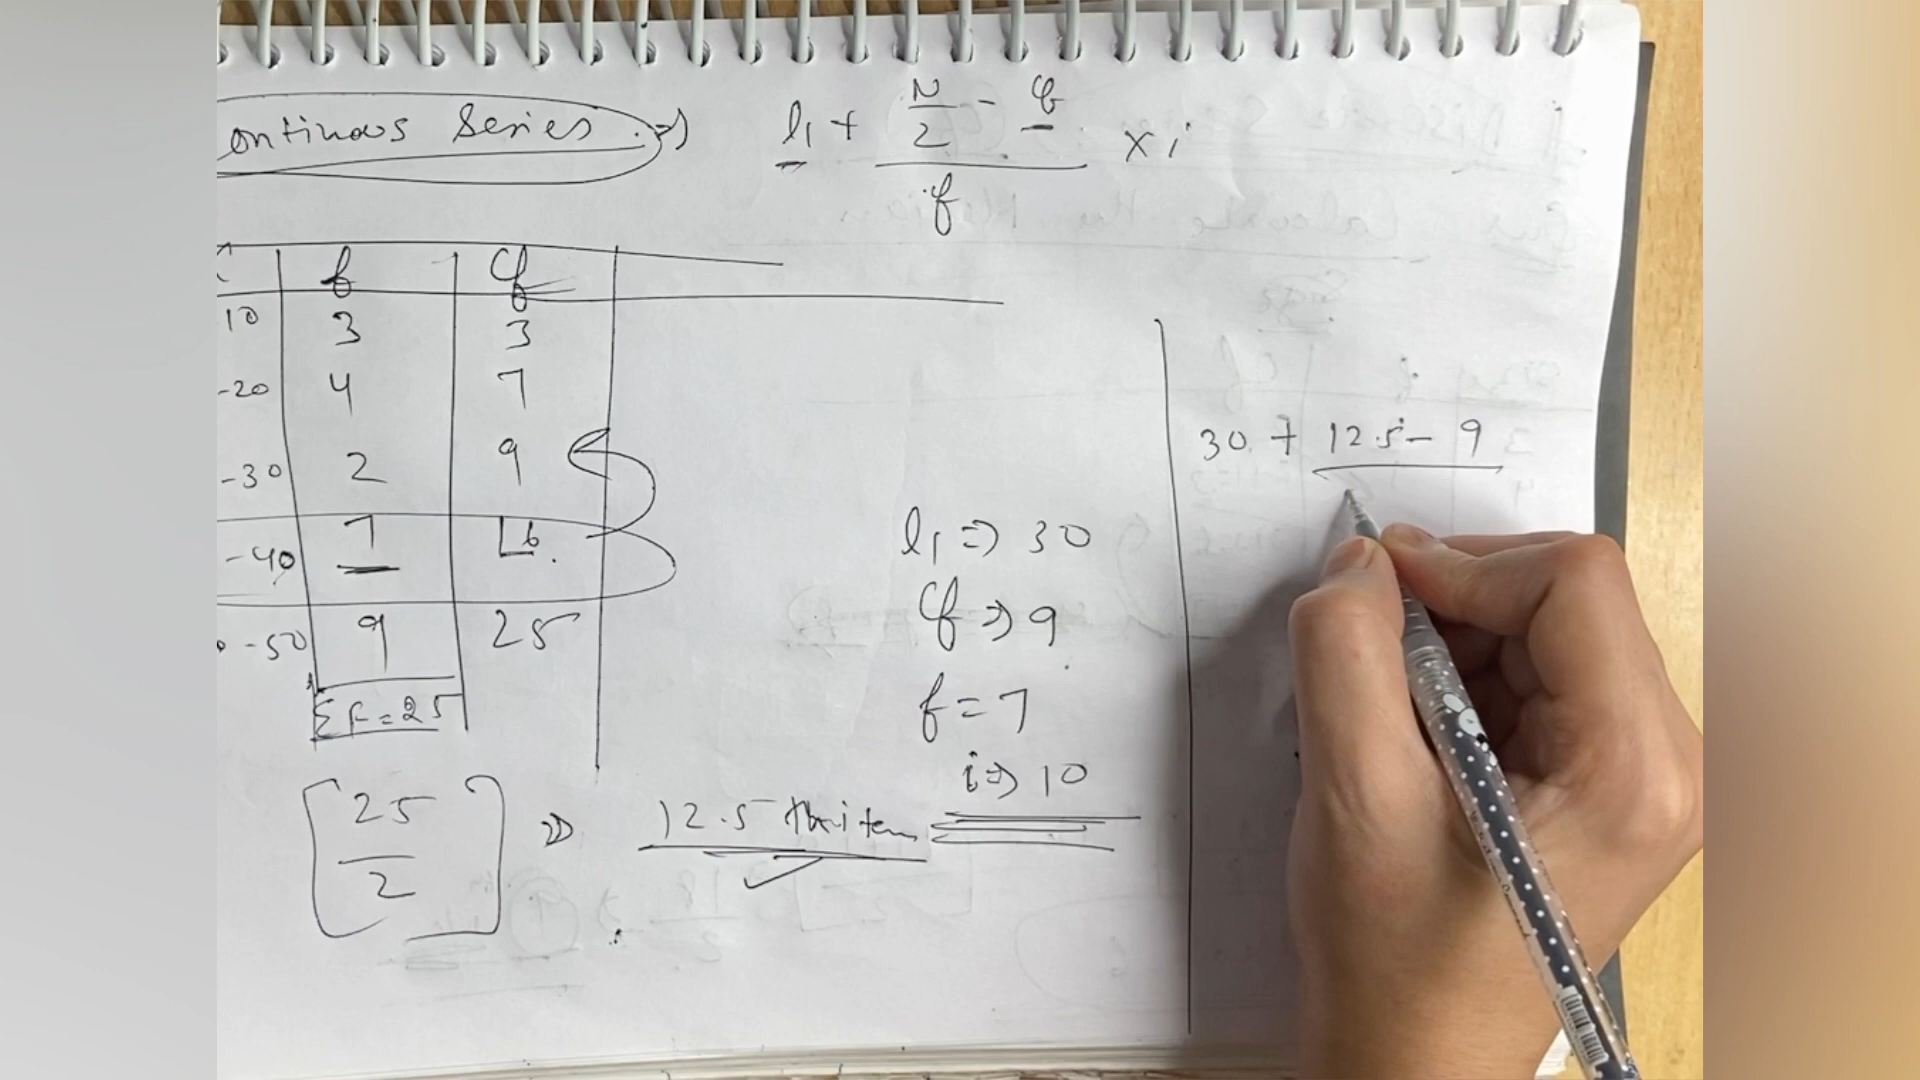 ontinuous Series ⇒ l₁ + (N/2 - cf)/f × i
f cf
10 3 3
-20 4 7
-30 2 9
-40 7 16.
-50 9 25
Σf=25
[25/2] ⇒ 12.5 th item
l₁ ⇒ 30
Cf ⇒ 9
f = 7
i ⇒ 10
30 + 12.5 - 9